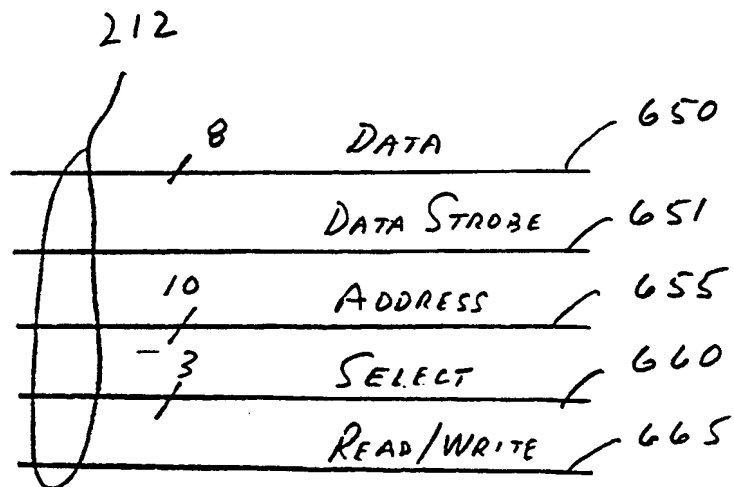 212
8 DATA 650
DATA STROBE 651
10 ADDRESS 655
3 SELECT 660
READ/WRITE 665